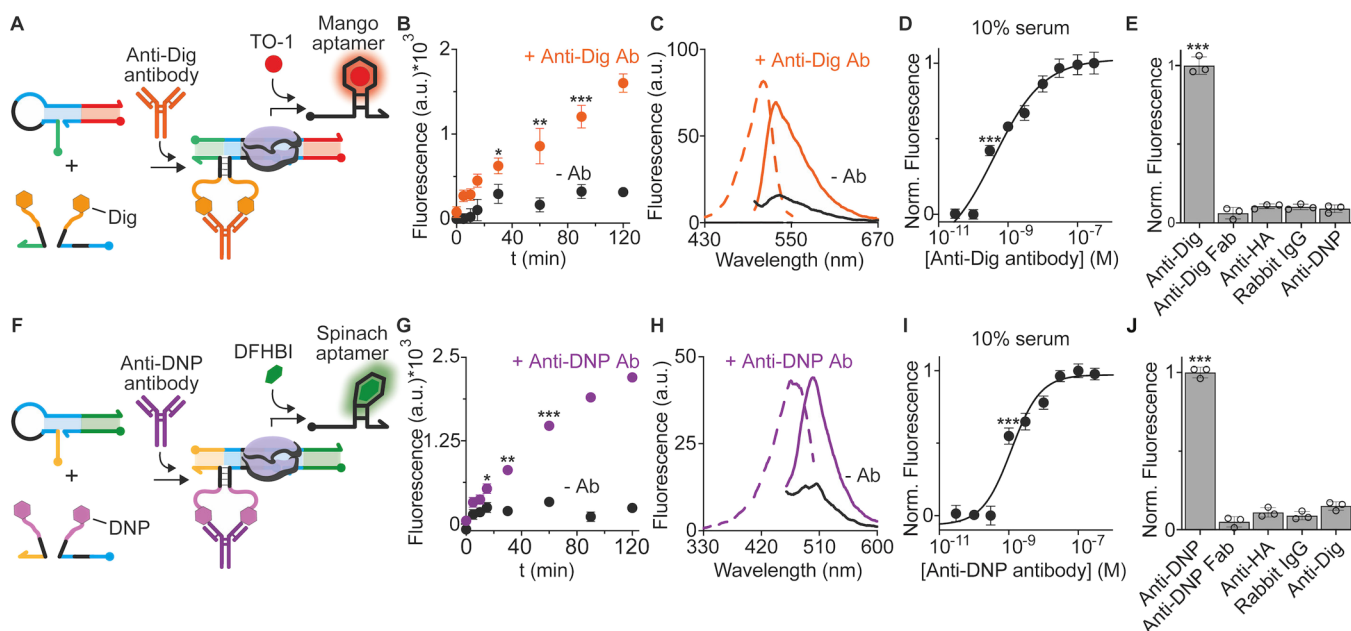 A
Anti-Dig
antibody
TO-1
Mango
aptamer
+
Dig
B
Fluorescence (a.u.)*10³
2
1
0
+ Anti-Dig Ab
*
**
***
- Ab
0
40
80
120
t (min)
C
Fluorescence (a.u.)
100
50
0
+ Anti-Dig Ab
- Ab
430
550
670
Wavelength (nm)
D
10% serum
Norm. Fluorescence
1
0
***
10⁻¹¹
10⁻⁹
10⁻⁷
[Anti-Dig antibody] (M)
E
Norm. Fluorescence
1
0
***
Anti-Dig
Anti-Dig Fab
Anti-HA
Rabbit IgG
Anti-DNP
F
Anti-DNP
antibody
DFHBI
Spinach
aptamer
+
DNP
G
Fluorescence (a.u.)*10³
2.5
1.25
0
+ Anti-DNP Ab
*
**
***
- Ab
0
40
80
120
t (min)
H
Fluorescence (a.u.)
50
25
0
+ Anti-DNP Ab
- Ab
330
420
510
600
Wavelength (nm)
I
10% serum
Norm. Fluorescence
1
0
***
10⁻¹¹
10⁻⁹
10⁻⁷
[Anti-DNP antibody] (M)
J
Norm. Fluorescence
1
0
***
Anti-DNP
Anti-DNP Fab
Anti-HA
Rabbit IgG
Anti-Dig